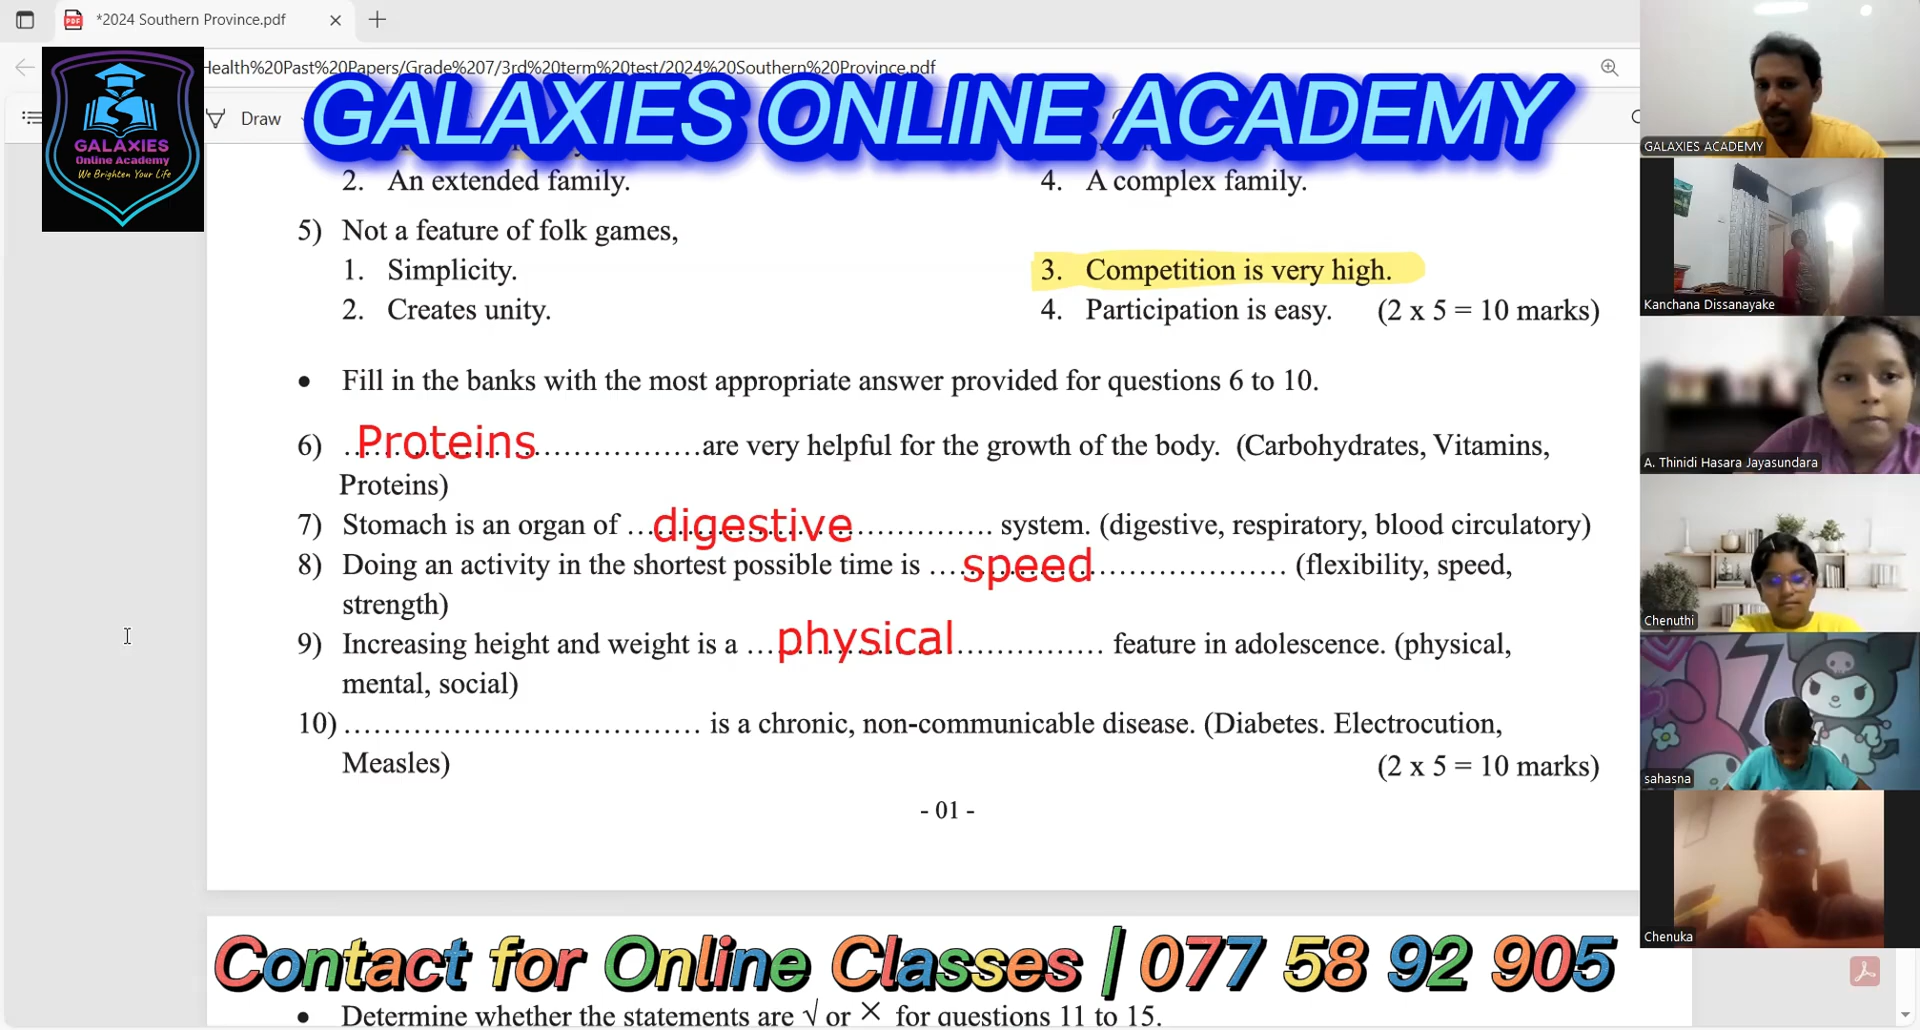 *2024 Southern Province.pdf
Health%20Past%20Papers/Grade%207/3rd%20term%20test/2024%20Southern%20Province.pdf
GALAXIES
Online Academy
We Brighten Your Life
Draw
GALAXIES ONLINE ACADEMY
2. An extended family.
4. A complex family.
5) Not a feature of folk games,
1. Simplicity.
3. Competition is very high.
2. Creates unity.
4. Participation is easy. (2 x 5 = 10 marks)
• Fill in the banks with the most appropriate answer provided for questions 6 to 10.
6) Proteins are very helpful for the growth of the body. (Carbohydrates, Vitamins,
Proteins)
7) Stomach is an organ of digestive system. (digestive, respiratory, blood circulatory)
8) Doing an activity in the shortest possible time is speed (flexibility, speed,
strength)
9) Increasing height and weight is a physical feature in adolescence. (physical,
mental, social)
10) ................................. is a chronic, non-communicable disease. (Diabetes. Electrocution,
Measles) (2 x 5 = 10 marks)
- 01 -
Contact for Online Classes | 077 58 92 905
• Determine whether the statements are √ or × for questions 11 to 15.
GALAXIES ACADEMY
Kanchana Dissanayake
A. Thinidi Hasara Jayasundara
Chenuthi
sahasna
Chenuka